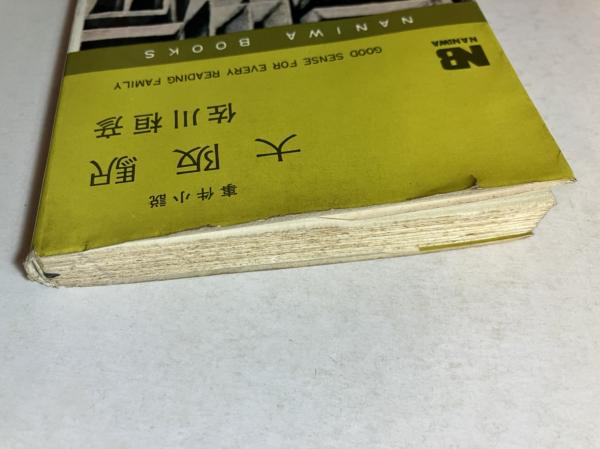 事件小説
大阪駅
佐川桓彦
GOOD SENSE FOR EVERY READING FAMILY
NB
NANIWA
NANIWA BOOKS